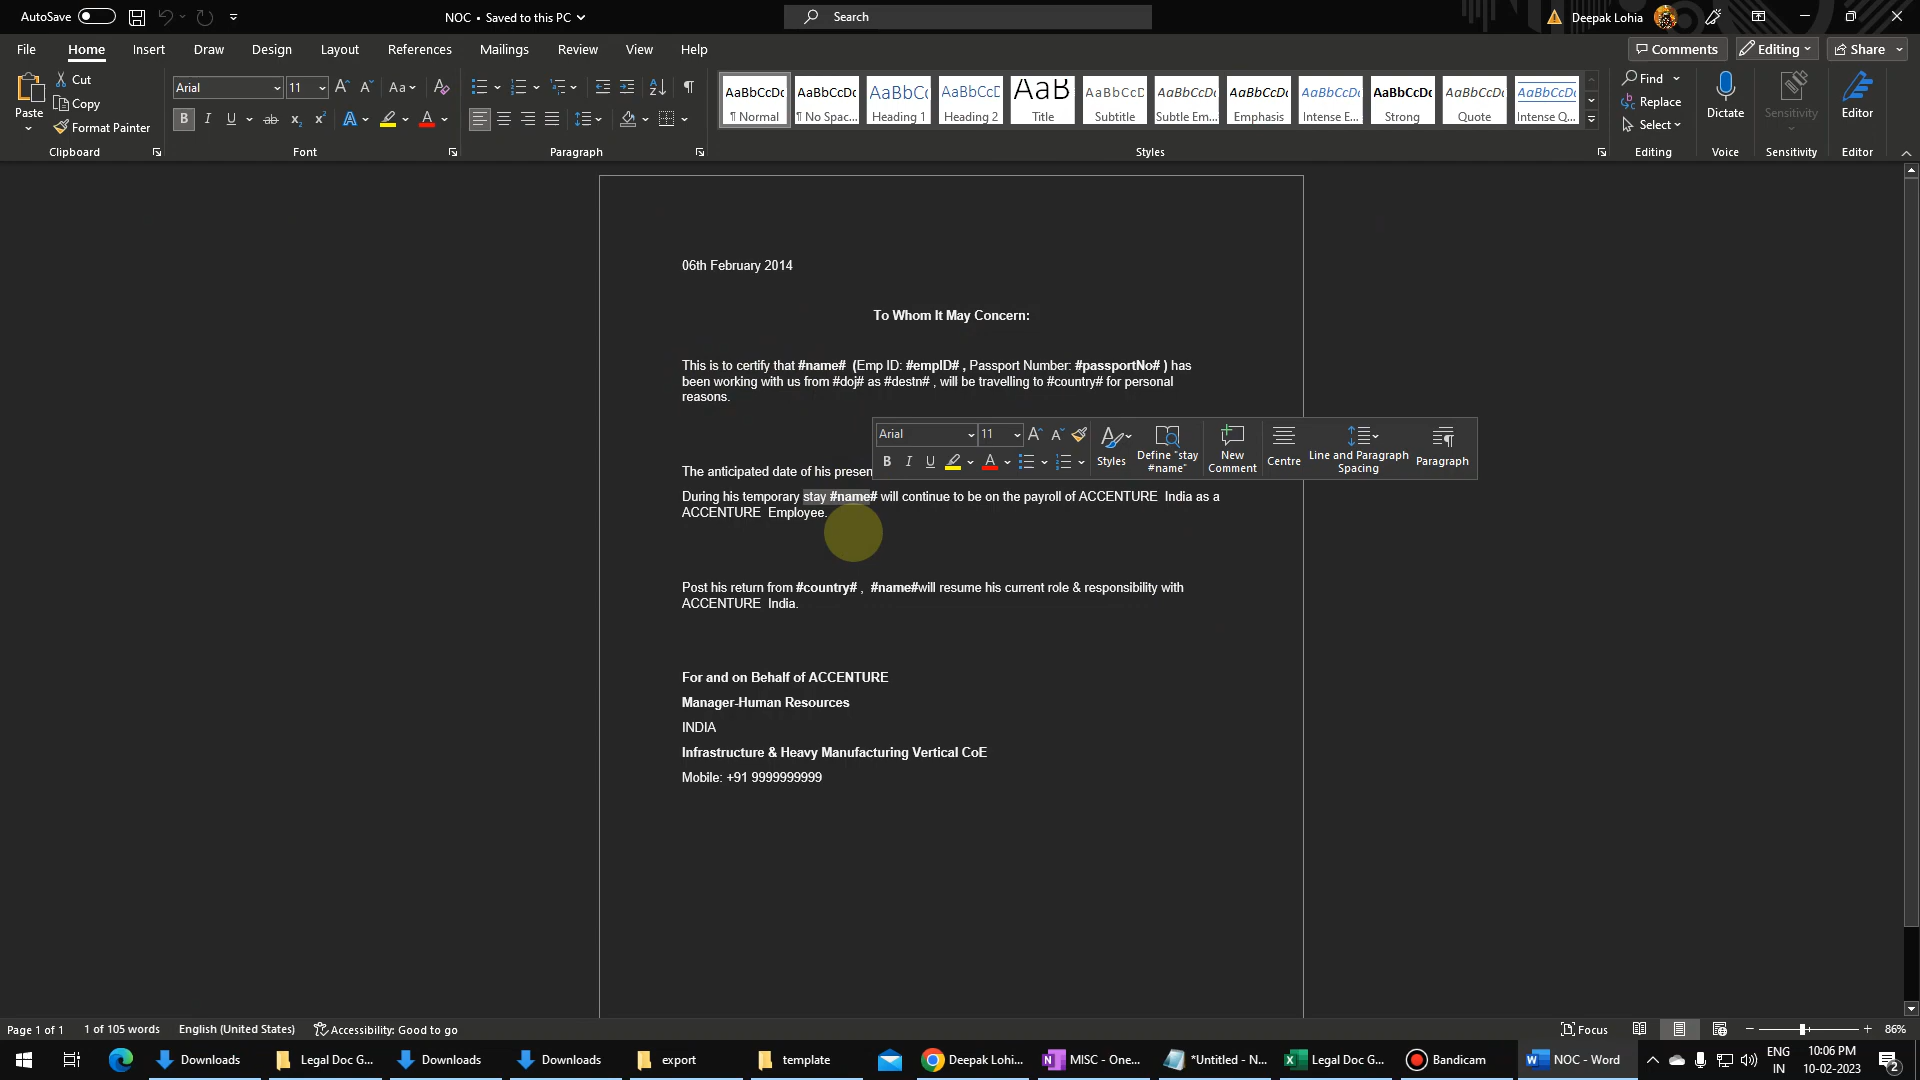 AutoSave
NOC • Saved to this PC
Search
Deepak Lohia
File Home Insert Draw Design Layout References Mailings Review View Help
Comments Editing Share
Paste
Cut
Copy
Format Painter
Clipboard
Arial 11
Font
Paragraph
AaBbCcDc AaBbCcDc AaBbC( AaBbCcD AaB AaBbCcD AaBbCcDc AaBbCcDc AaBbCcDc AaBbCcDc AaBbCcDc AaBbCcDc
¶ Normal ¶ No Spac... Heading 1 Heading 2 Title Subtitle Subtle Em... Emphasis Intense E... Strong Quote Intense Q...
Styles
Find
Replace
Select
Editing
Dictate
Voice
Sensitivity
Sensitivity
Editor
Editor
06th February 2014
To Whom It May Concern:
This is to certify that #name# (Emp ID: #empID# , Passport Number: #passportNo# ) has
been working with us from #doj# as #destn# , will be travelling to #country# for personal
reasons.
Arial 11
Styles
Define "stay
#name"
New
Comment
Centre
Line and Paragraph
Spacing
Paragraph
The anticipated date of his presen
During his temporary stay #name# will continue to be on the payroll of ACCENTURE India as a
ACCENTURE Employee.
Post his return from #country# , #name#will resume his current role & responsibility with
ACCENTURE India.
For and on Behalf of ACCENTURE
Manager-Human Resources
INDIA
Infrastructure & Heavy Manufacturing Vertical CoE
Mobile: +91 9999999999
Page 1 of 1 1 of 105 words English (United States) Accessibility: Good to go
Focus 86%
Downloads Legal Doc G... Downloads Downloads export template Deepak Lohi... MISC - One... *Untitled - N... Legal Doc G... Bandicam NOC - Word
ENG
IN
10:06 PM
10-02-2023
2